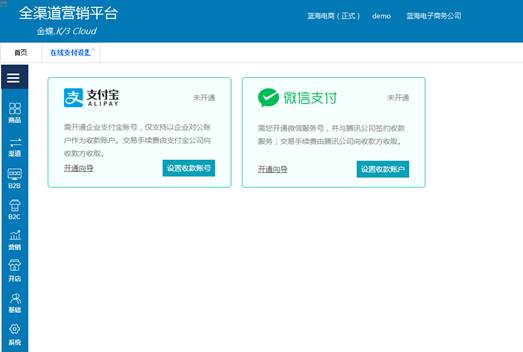 全渠道营销平台
金蝶.K/3 Cloud
蓝海电商（正式） demo 蓝海电子商务公司
首页 在线支付设置
商品
渠道
B2B
B2C
营销
开店
基础
系统
支付宝
ALIPAY
未开通
需开通企业支付宝账号，仅支持以企业对公账
户作为收款账户。交易手续费由支付宝公司向
收款方收取。
开通向导 设置收款账号
微信支付 未开通
需您开通微信服务号，并与腾讯公司签约收款
服务；交易手续费由腾讯公司向收款方收取。
开通向导 设置收款账户